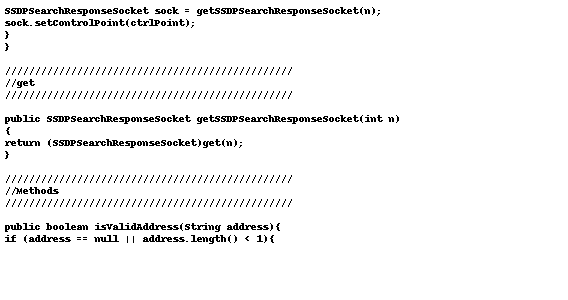 SSDPSearchResponseSocket sock = getSSDPSearchResponseSocket(n);
sock.setControlPoint(ctrlPoint);
}
}
////////////////////////////////////////////////
//get
////////////////////////////////////////////////
public SSDPSearchResponseSocket getSSDPSearchResponseSocket(int n)
{
return (SSDPSearchResponseSocket)get(n);
}
////////////////////////////////////////////////
//Methods
////////////////////////////////////////////////
public boolean isValidAddress(String address){
if (address == null || address.length() < 1){